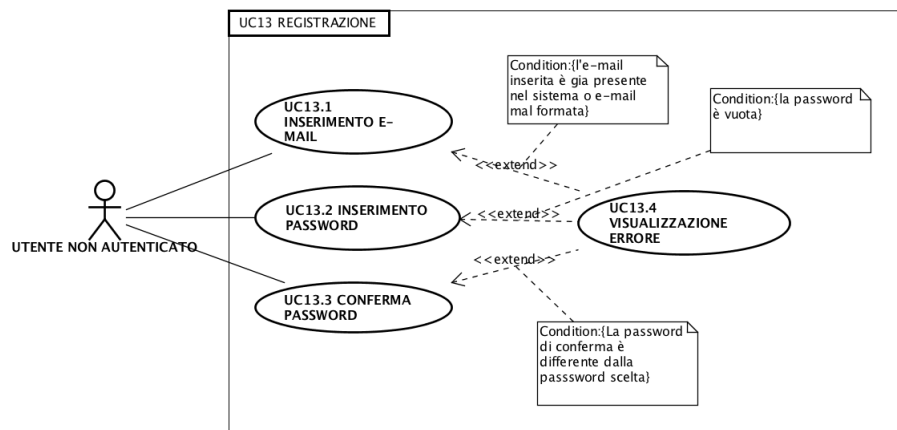 UC13 REGISTRAZIONE
Condition:{l'e-mail
inserita è gia presente
nel sistema o e-mail
mal formata}
Condition:{la password
è vuota}
UC13.1
INSERIMENTO E-
MAIL
<<extend>>
UC13.2 INSERIMENTO
PASSWORD
<<extend>>
UC13.4
VISUALIZZAZIONE
ERRORE
UTENTE NON AUTENTICATO
<<extend>>
UC13.3 CONFERMA
PASSWORD
Condition:{La password
di conferma è
differente dalla
passsword scelta}